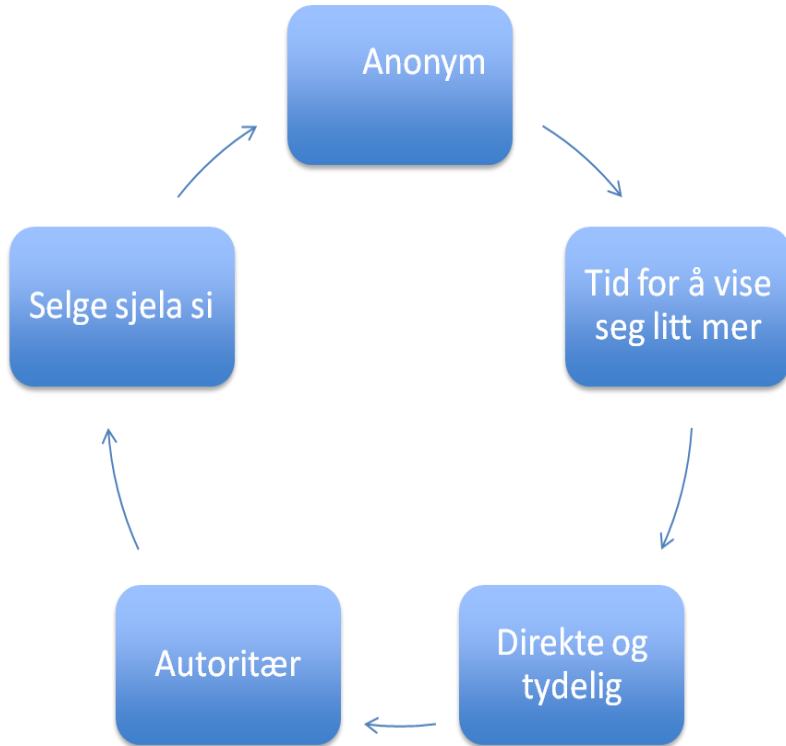 Anonym
Tid for å vise
seg litt mer
Direkte og
tydelig
Autoritær
Selge sjela si